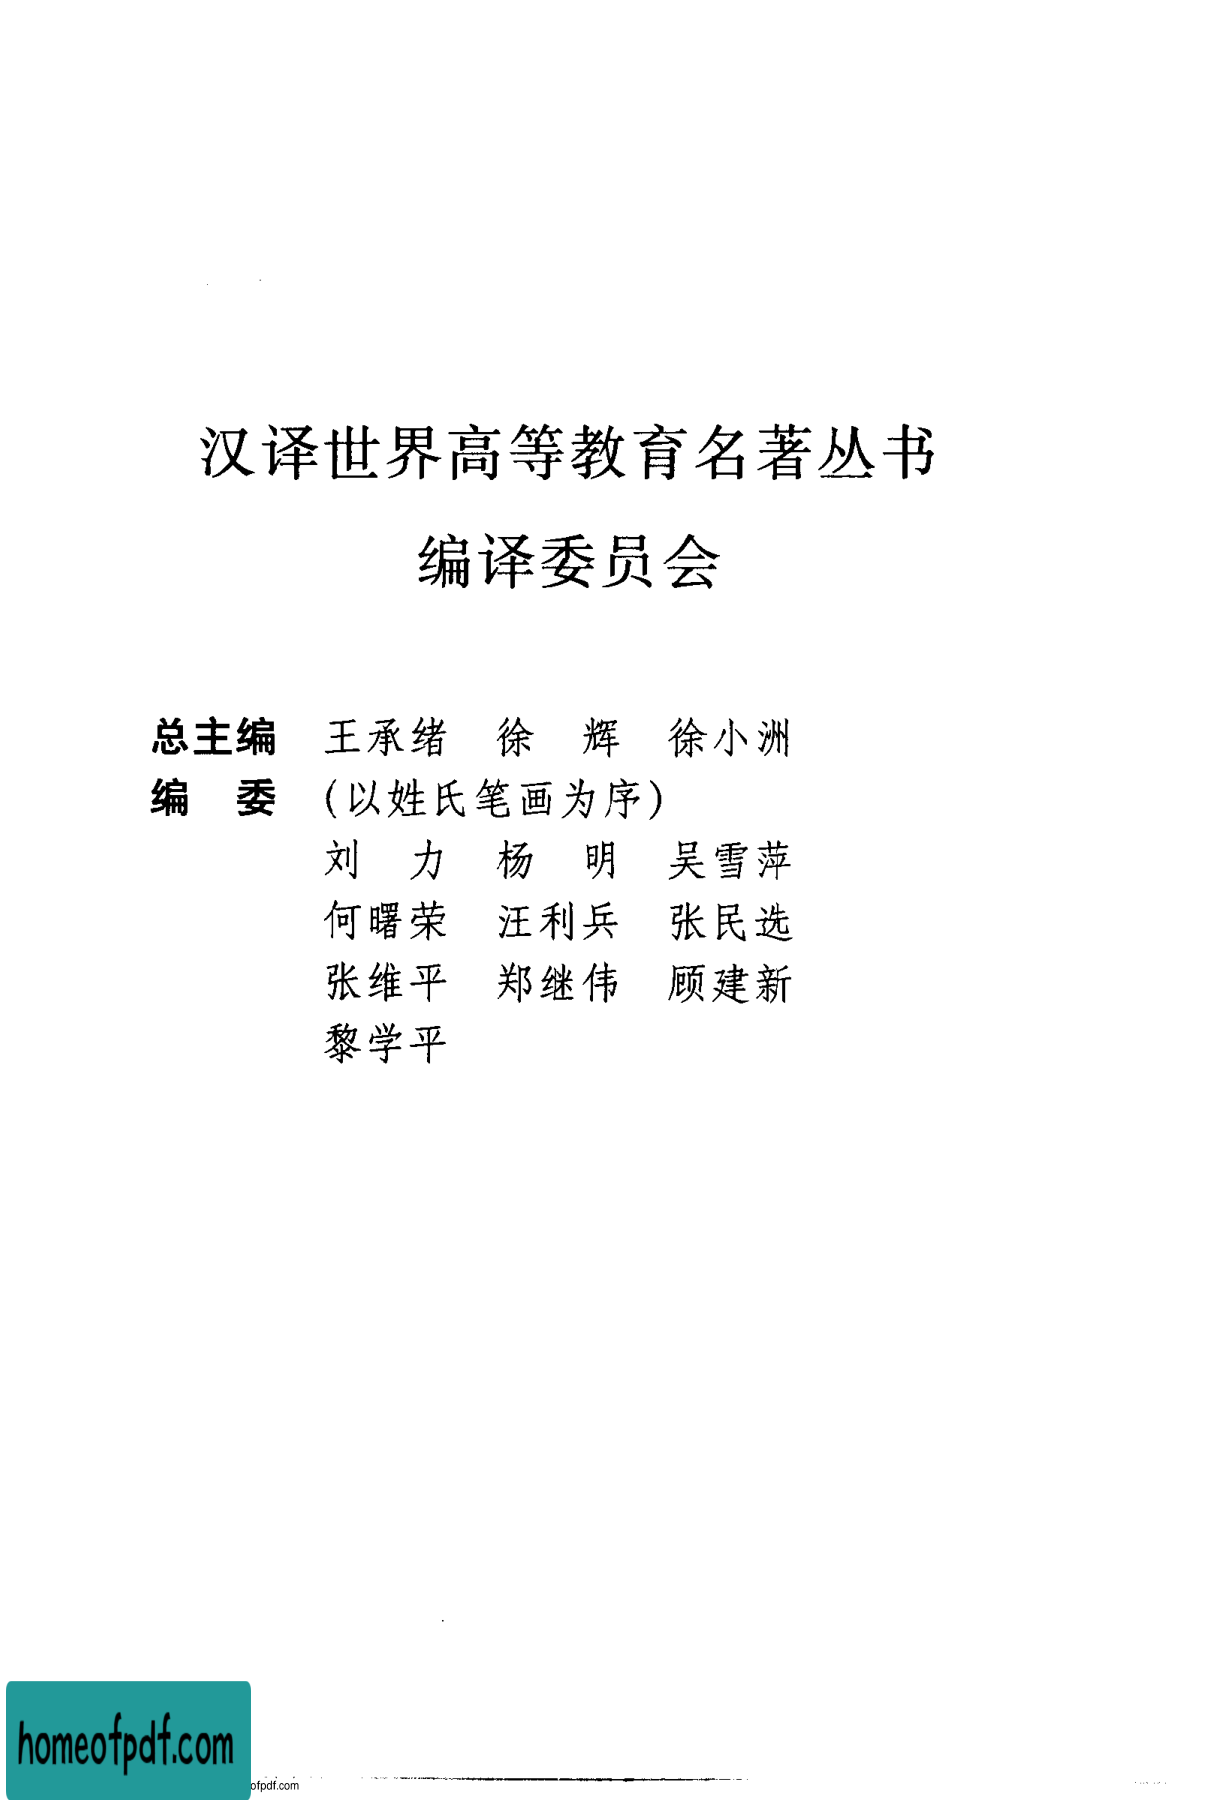 汉译世界高等教育名著丛书
编译委员会
总主编 王承绪 徐 辉 徐小洲
编 委 (以姓氏笔画为序)
刘 力 杨 明 吴雪萍
何曙荣 汪利兵 张民选
张维平 郑继伟 顾建新
黎学平
homeofpdf.com
ofpdf.com